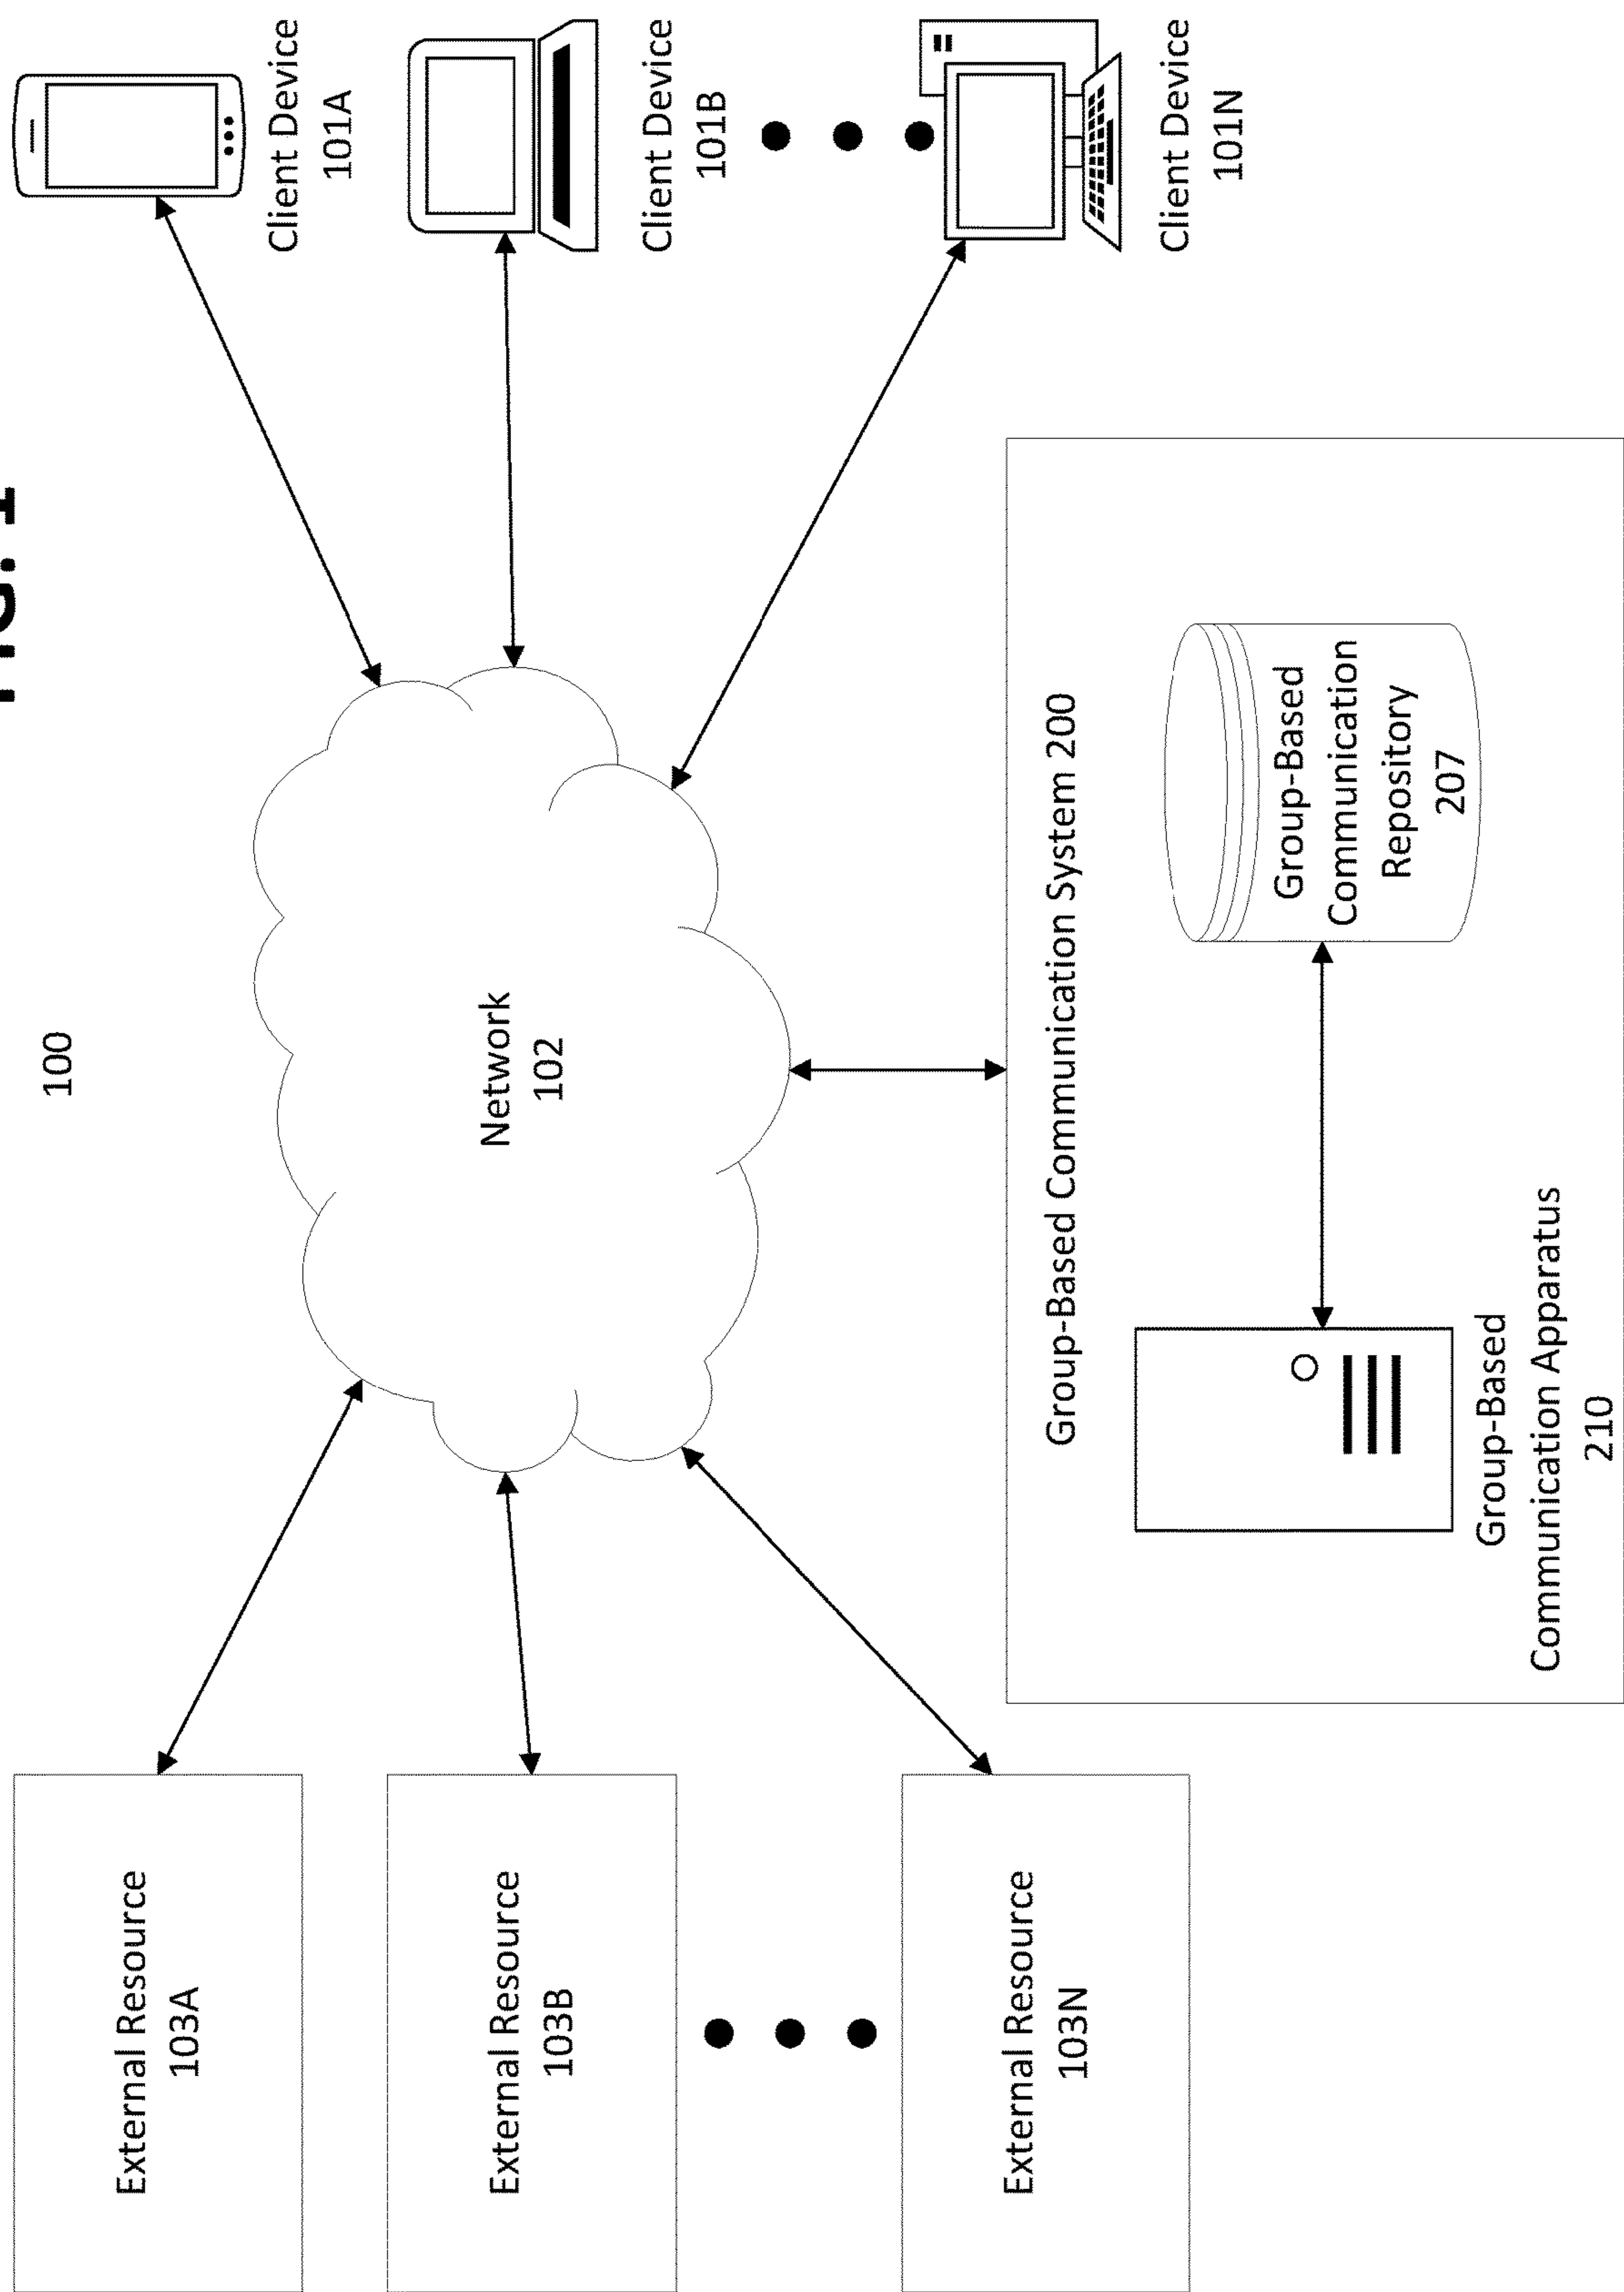 FIG. 1
100
External Resource
103A
External Resource
103B
External Resource
103N
Network
102
Client Device
101A
Client Device
101B
Client Device
101N
Group-Based Communication System 200
Group-Based
Communication Apparatus
210
Group-Based
Communication
Repository
207